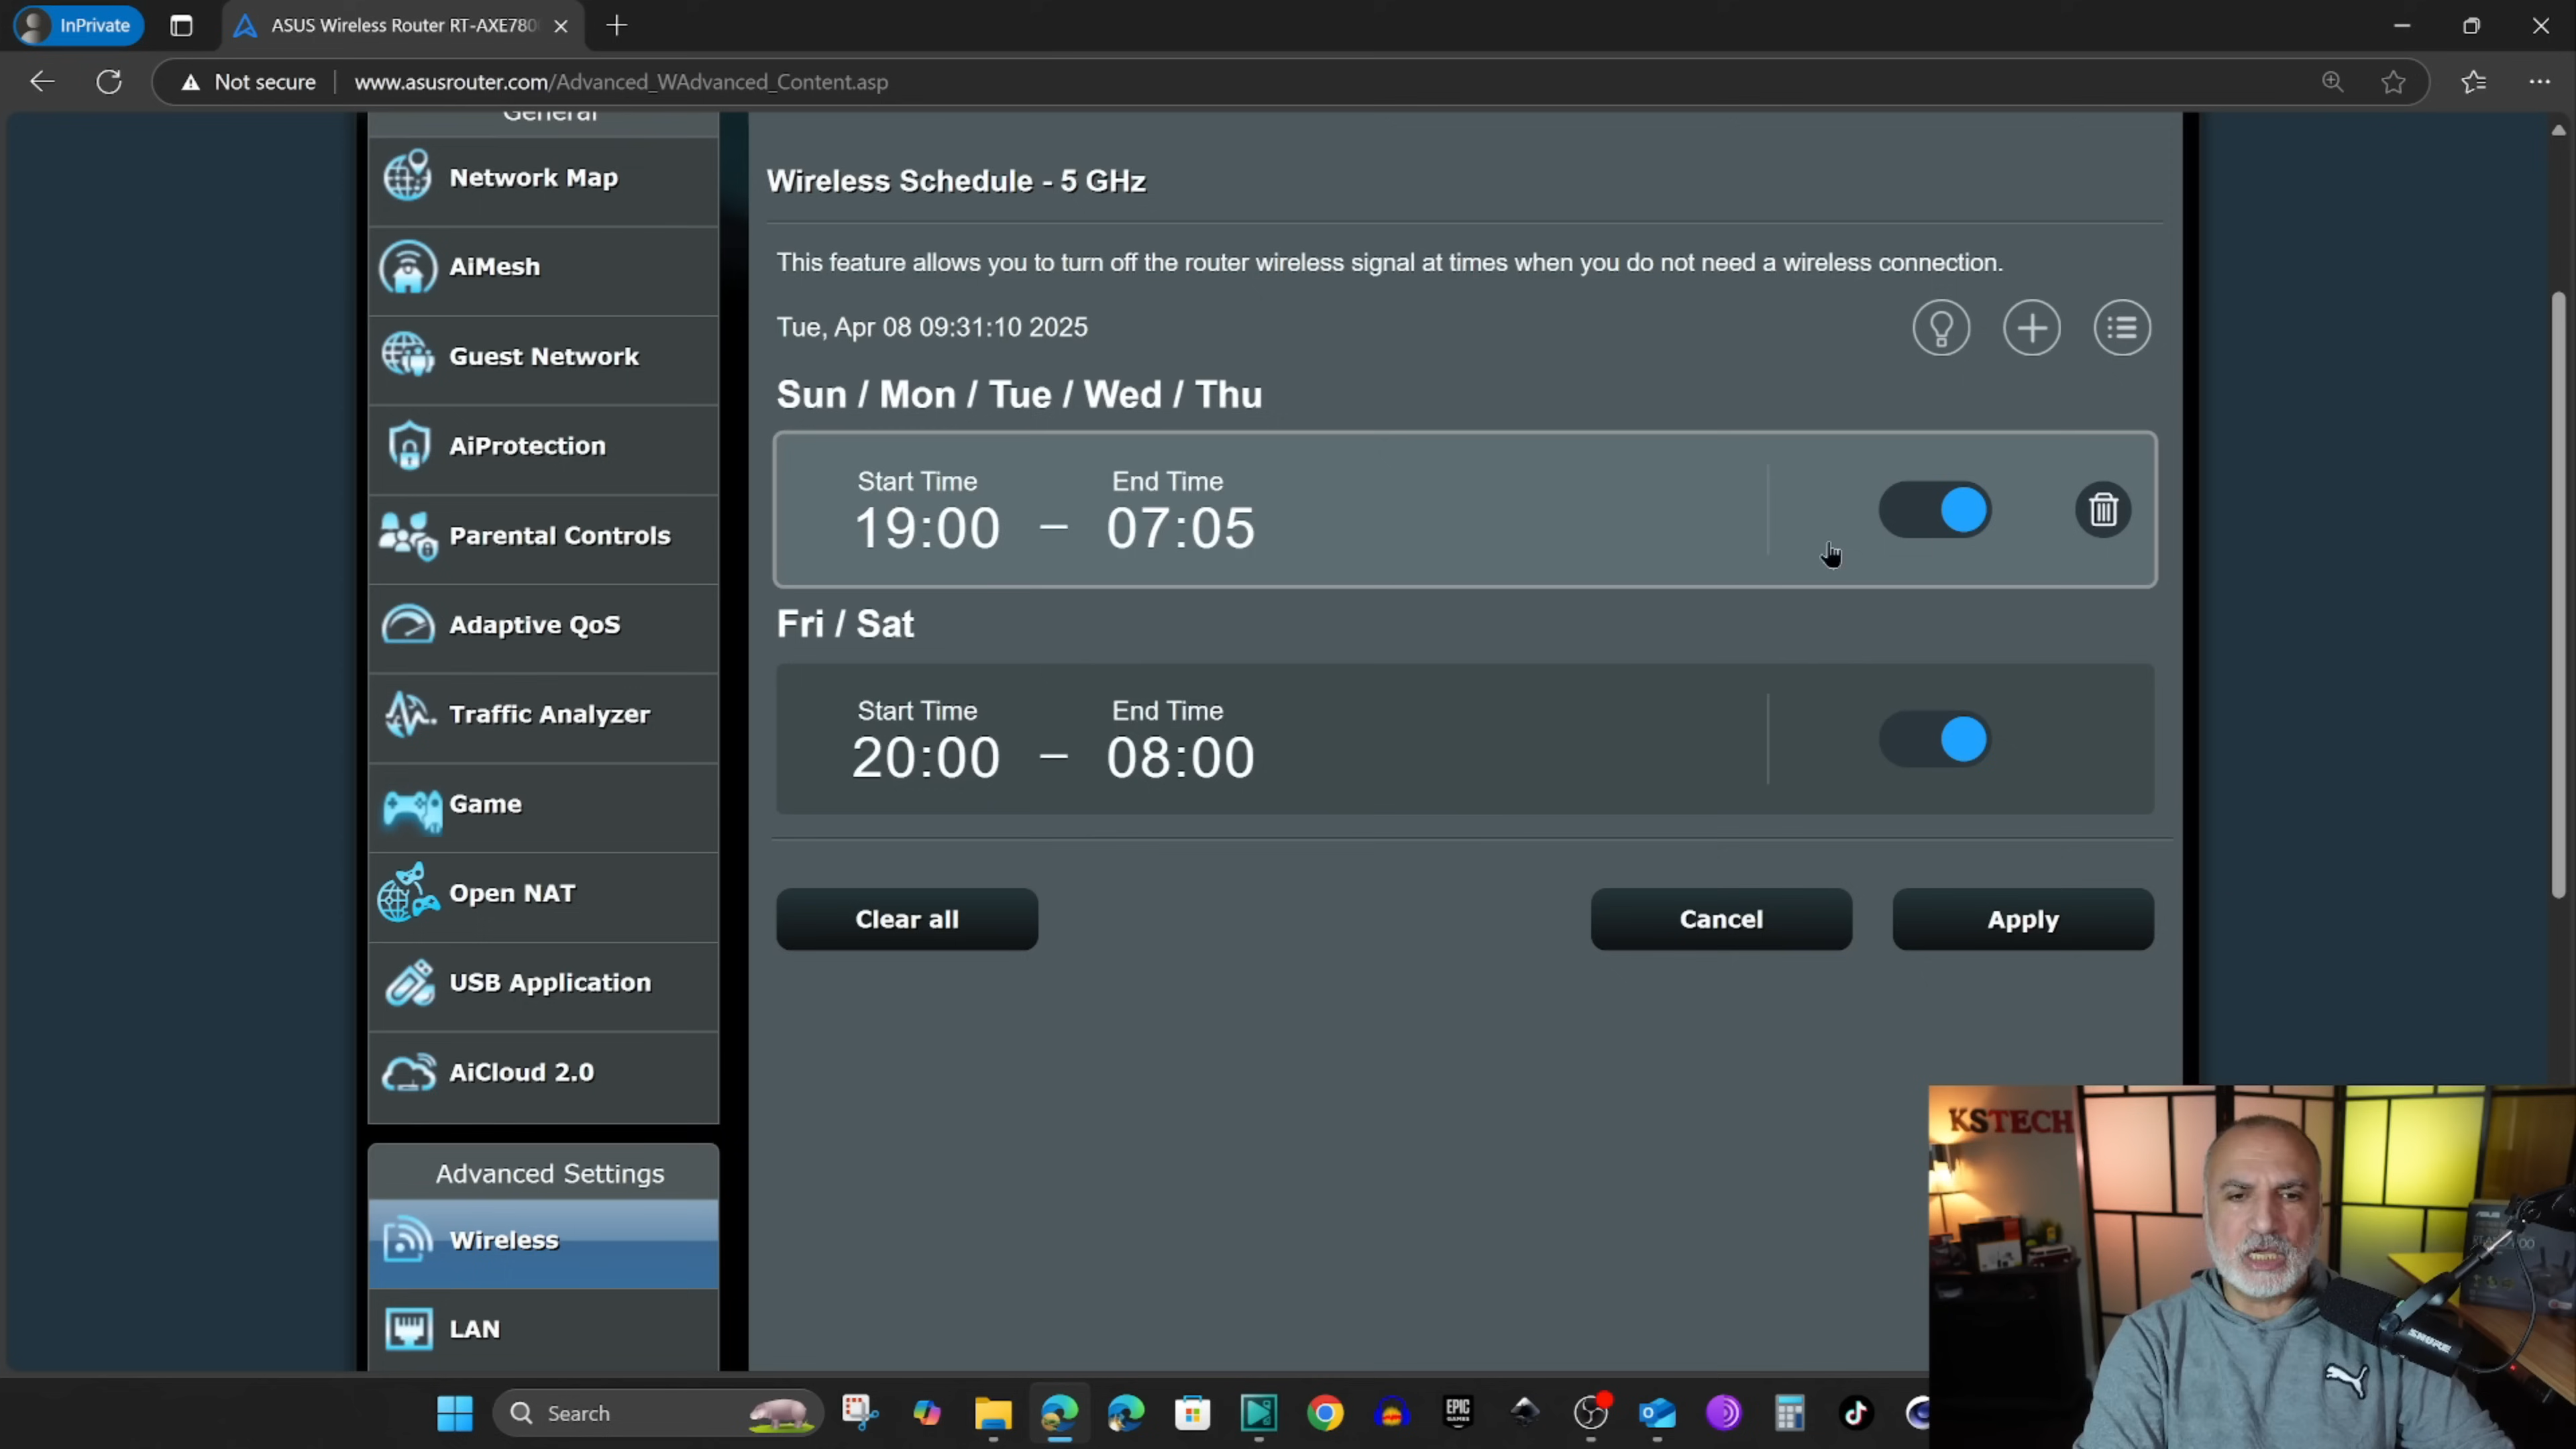 InPrivate
ASUS Wireless Router RT-AXE780
Not secure
www.asusrouter.com/Advanced_WAdvanced_Content.asp
General
Network Map
AiMesh
Guest Network
AiProtection
Parental Controls
Adaptive QoS
Traffic Analyzer
Game
Open NAT
USB Application
AiCloud 2.0
Advanced Settings
Wireless
LAN
Wireless Schedule - 5 GHz
This feature allows you to turn off the router wireless signal at times when you do not need a wireless connection.
Tue, Apr 08 09:31:10 2025
Sun / Mon / Tue / Wed / Thu
Start Time End Time
19:00 – 07:05
Fri / Sat
Start Time End Time
20:00 – 08:00
Clear all Cancel Apply
KSTECH
SHURE
Search
EPIC
GAMES